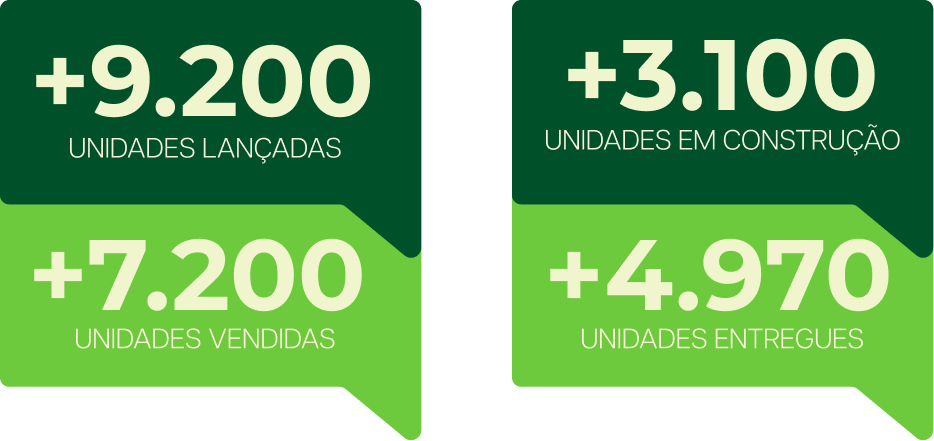 +9.200
UNIDADES LANÇADAS
+7.200
UNIDADES VENDIDAS
+3.100
UNIDADES EM CONSTRUÇÃO
+4.970
UNIDADES ENTREGUES